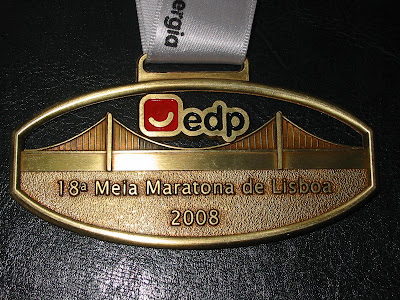 ergia
edp
18ª Meia Maratona de Lisboa
2008